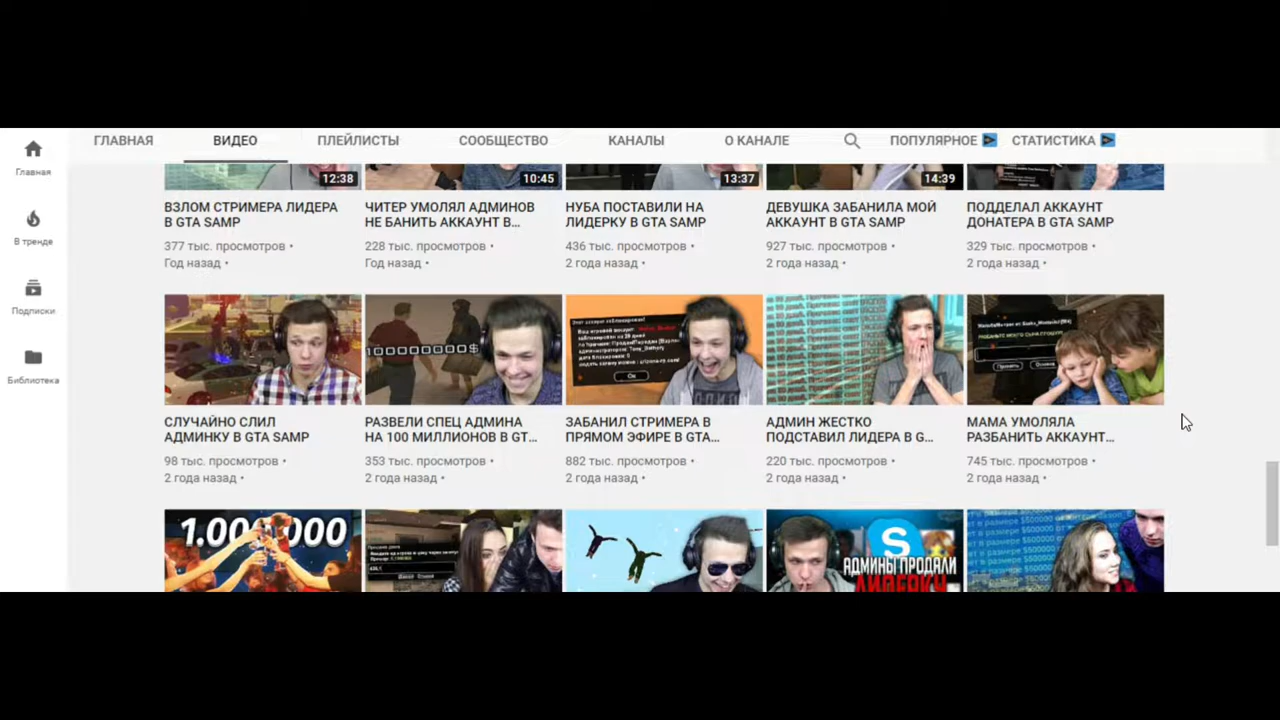 ГЛАВНАЯ ВИДЕО ПЛЕЙЛИСТЫ СООБЩЕСТВО КАНАЛЫ О КАНАЛЕ ПОПУЛЯРНОЕ СТАТИСТИКА
Главная
В тренде
Подписки
Библиотека
12:38
ВЗЛОМ СТРИМЕРА ЛИДЕРА
В GTA SAMP
377 тыс. просмотров •
Год назад •
10:45
ЧИТЕР УМОЛЯЛ АДМИНОВ
НЕ БАНИТЬ АККАУНТ В...
228 тыс. просмотров •
Год назад •
13:37
НУБА ПОСТАВИЛИ НА
ЛИДЕРКУ В GTA SAMP
436 тыс. просмотров •
2 года назад •
14:39
ДЕВУШКА ЗАБАНИЛА МОЙ
АККАУНТ В GTA SAMP
927 тыс. просмотров •
2 года назад •
ПОДДЕЛАЛ АККАУНТ
ДОНАТЕРА В GTA SAMP
329 тыс. просмотров •
2 года назад •
СЛУЧАЙНО СЛИЛ
АДМИНКУ В GTA SAMP
98 тыс. просмотров •
2 года назад •
РАЗВЕЛИ СПЕЦ АДМИНА
НА 100 МИЛЛИОНОВ В GT...
353 тыс. просмотров •
2 года назад •
Ок
ЗАБАНИЛ СТРИМЕРА В
ПРЯМОМ ЭФИРЕ В GTA...
882 тыс. просмотров •
2 года назад •
АДМИН ЖЕСТКО
ПОДСТАВИЛ ЛИДЕРА В G...
220 тыс. просмотров •
2 года назад •
МАМА УМОЛЯЛА
РАЗБАНИТЬ АККАУНТ...
745 тыс. просмотров •
2 года назад •
S
АДМИНЫ ПРОДАЛИ
ЛИДЕРКУ